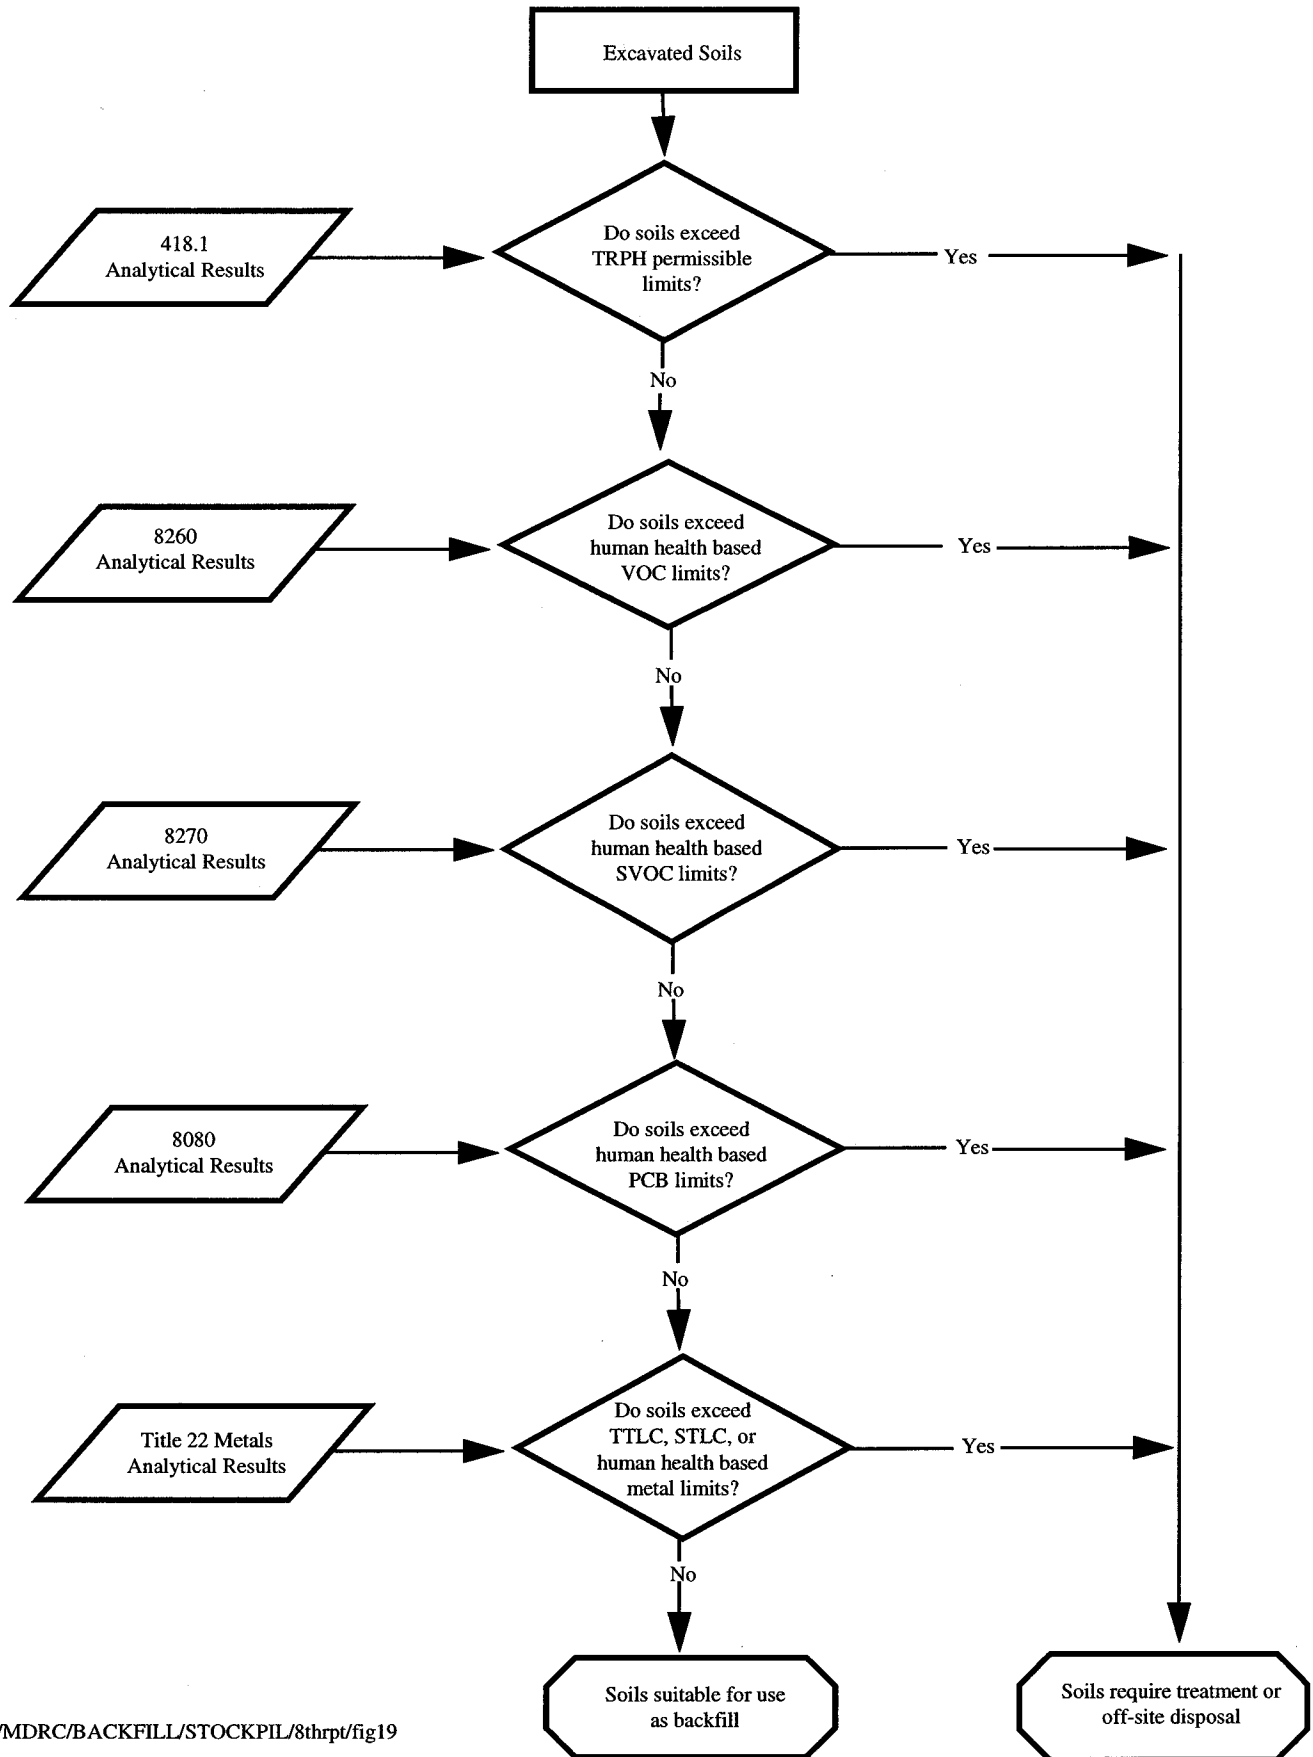 Excavated Soils
418.1
Analytical Results
Do soils exceed
TRPH permissible
limits?
Yes
No
8260
Analytical Results
Do soils exceed
human health based
VOC limits?
Yes
No
8270
Analytical Results
Do soils exceed
human health based
SVOC limits?
Yes
No
8080
Analytical Results
Do soils exceed
human health based
PCB limits?
Yes
No
Title 22 Metals
Analytical Results
Do soils exceed
TTLC, STLC, or
human health based
metal limits?
Yes
No
Soils suitable for use
as backfill
Soils require treatment or
off-site disposal
/MDRC/BACKFILL/STOCKPIL/8thrpt/fig19